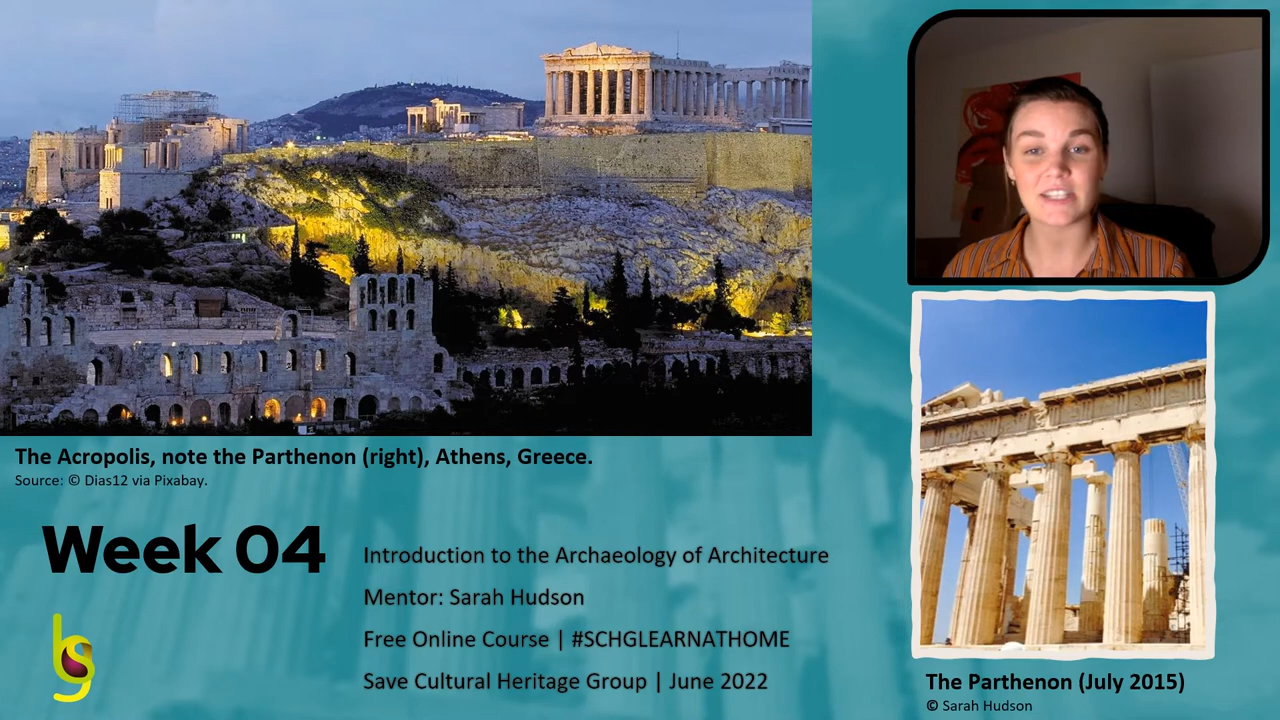 The Acropolis, note the Parthenon (right), Athens, Greece.
Source: © Dias12 via Pixabay.
Week 04
Introduction to the Archaeology of Architecture
Mentor: Sarah Hudson
Free Online Course | #SCHGLEARNATHOME
Save Cultural Heritage Group | June 2022
The Parthenon (July 2015)
© Sarah Hudson